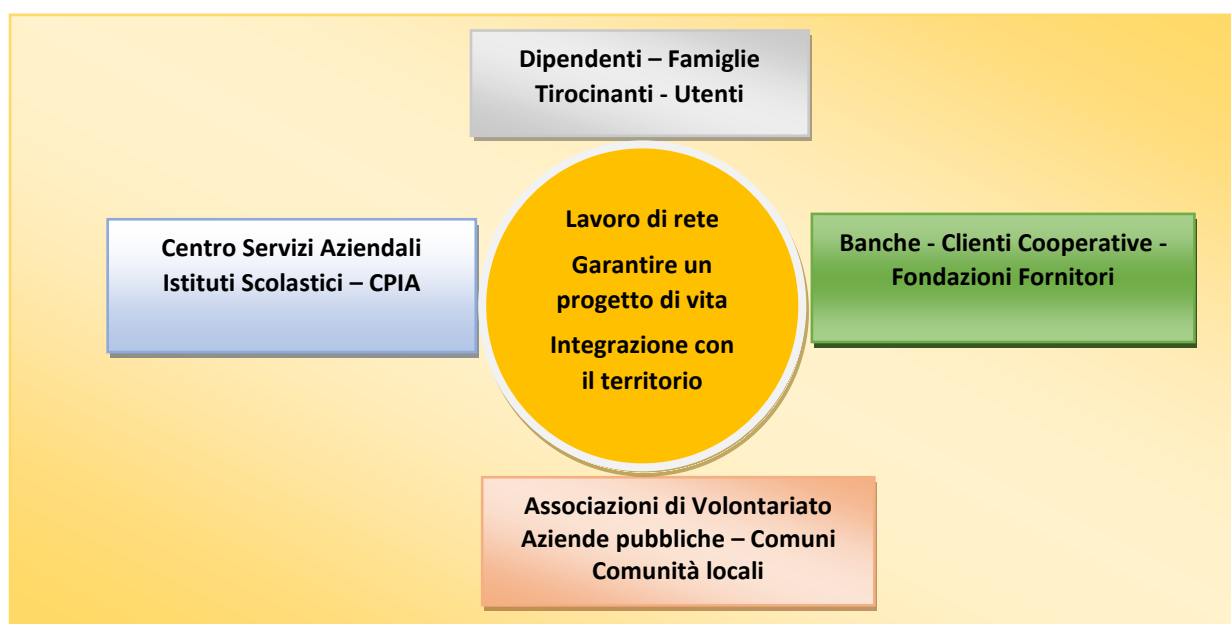 Dipendenti – Famiglie
Tirocinanti - Utenti
Centro Servizi Aziendali
Istituti Scolastici – CPIA
Lavoro di rete
Garantire un
progetto di vita
Integrazione con
il territorio
Banche - Clienti Cooperative -
Fondazioni Fornitori
Associazioni di Volontariato
Aziende pubbliche – Comuni
Comunità locali